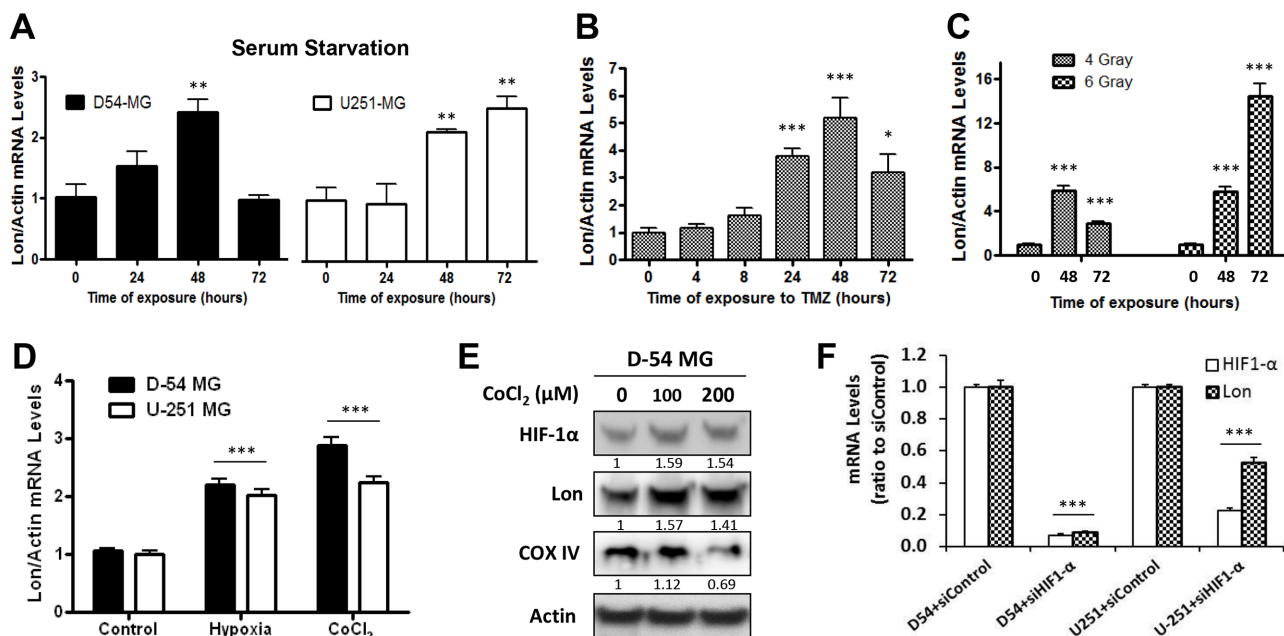 A
Serum Starvation
Lon/Actin mRNA Levels
3
2
1
0
D54-MG
**
0 24 48 72
Time of exposure (hours)
U251-MG
**
**
0 24 48 72
Time of exposure (hours)
B
Lon/Actin mRNA Levels
7
6
5
4
3
2
1
0
***
***
*
0 4 8 24 48 72
Time of exposure to TMZ (hours)
C
Lon/Actin mRNA Levels
16
12
8
4
0
4 Gray
6 Gray
***
***
***
***
0 48 72 0 48 72
Time of exposure (hours)
D
Lon/Actin mRNA Levels
4
3
2
1
0
D-54 MG
U-251 MG
***
***
Control Hypoxia CoCl₂
E
D-54 MG
CoCl₂ (µM) 0 100 200
HIF-1α
1 1.59 1.54
Lon
1 1.57 1.41
COX IV
1 1.12 0.69
Actin
F
mRNA Levels
(ratio to siControl)
1.2
1.0
0.8
0.6
0.4
0.2
0.0
HIF1-α
Lon
***
***
D54+siControl
D54+siHIF1-α
U251+siControl
U-251+siHIF1-α